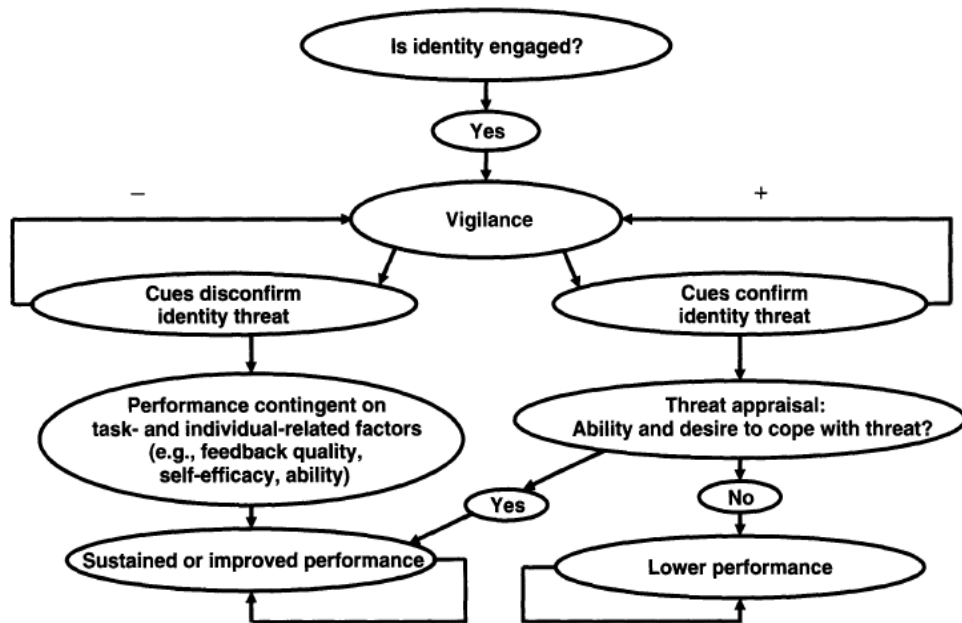 Is identity engaged?
Yes
−
+
Vigilance
Cues disconfirm
identity threat
Cues confirm
identity threat
Performance contingent on
task- and individual-related factors
(e.g., feedback quality,
self-efficacy, ability)
Threat appraisal:
Ability and desire to cope with threat?
Yes
No
Sustained or improved performance
Lower performance